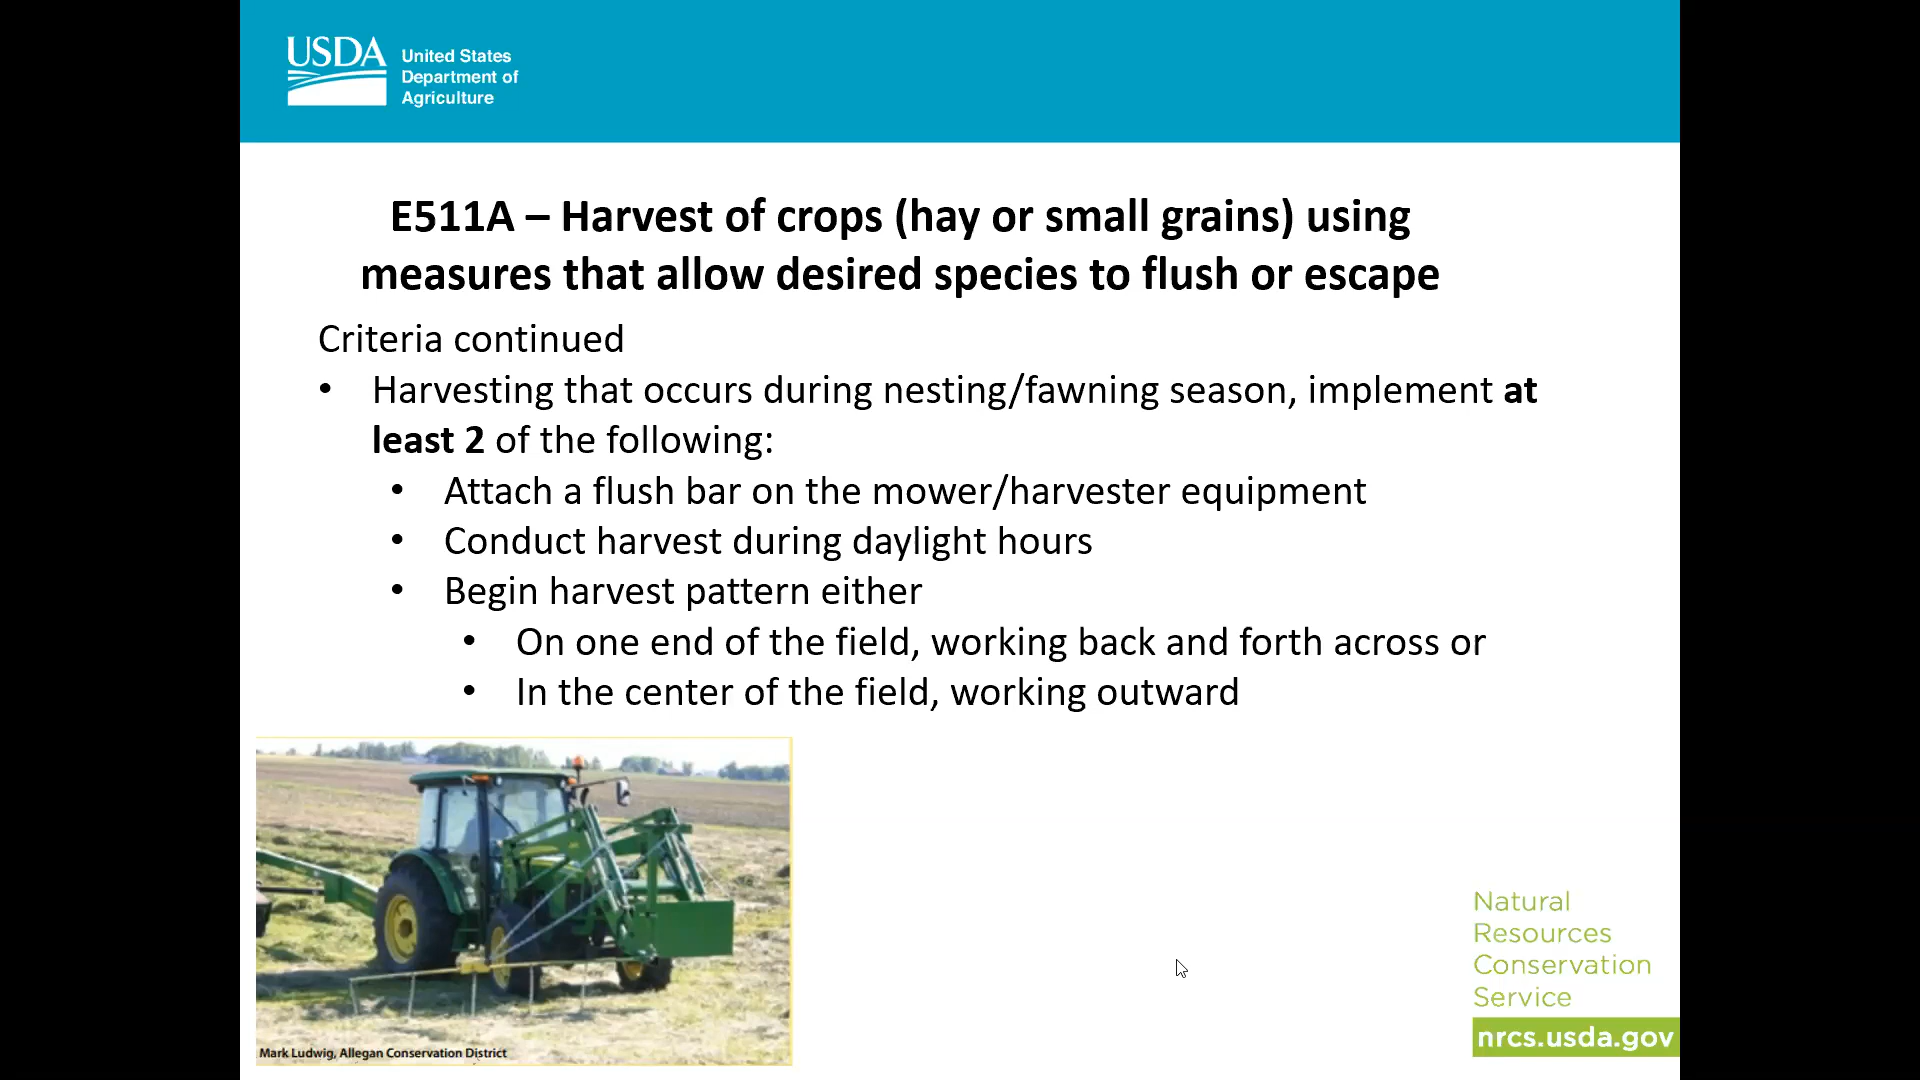 USDA
United States
Department of
Agriculture
E511A – Harvest of crops (hay or small grains) using
measures that allow desired species to flush or escape
Criteria continued
• Harvesting that occurs during nesting/fawning season, implement at
least 2 of the following:
• Attach a flush bar on the mower/harvester equipment
• Conduct harvest during daylight hours
• Begin harvest pattern either
• On one end of the field, working back and forth across or
• In the center of the field, working outward
Mark Ludwig, Allegan Conservation District
Natural
Resources
Conservation
Service
nrcs.usda.gov